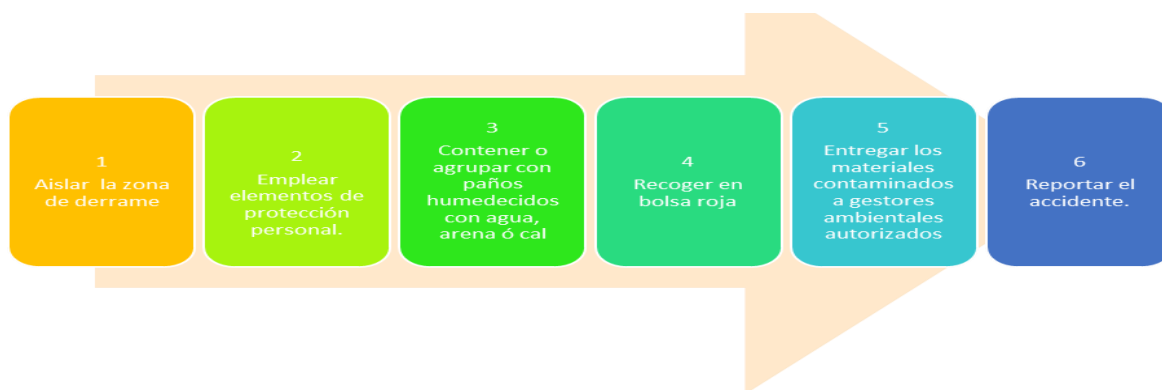 1
Aislar la zona
de derrame
2
Emplear
elementos de
protección
personal.
3
Contener o
agrupar con
paños
humedecidos
con agua,
arena ó cal
4
Recoger en
bolsa roja
5
Entregar los
materiales
contaminados
a gestores
ambientales
autorizados
6
Reportar el
accidente.